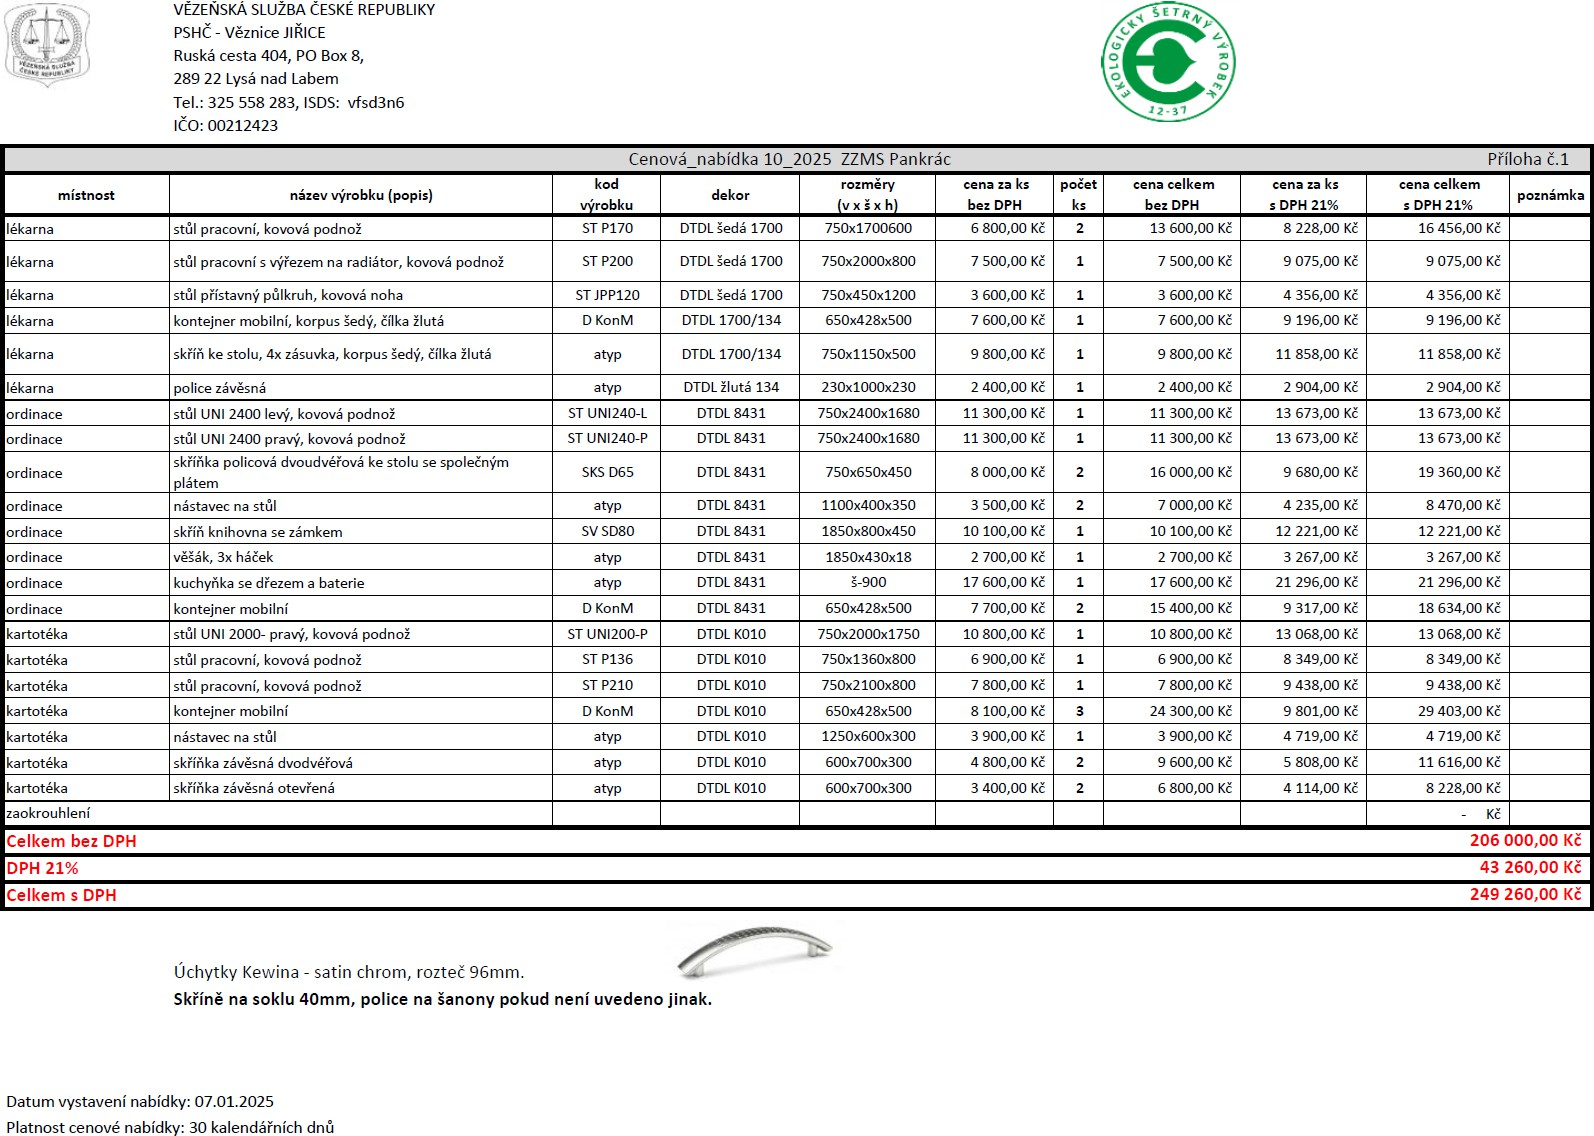 VĚZEŇSKÁ SLUŽBA ČESKÉ REPUBLIKY
PSHČ - Věznice JIŘICE
Ruská cesta 404, PO Box 8,
289 22 Lysá nad Labem
Tel.: 325 558 283, ISDS:  vfsd3n6
IČO: 00212423
VĚZEŇSKÁ SLUŽBA
ČESKÉ REPUBLIKY
EKOLOGICKY ŠETRNÝ VÝROBEK
12-37
Cenová_nabídka 10_2025  ZZMS Pankrác Příloha č.1
místnost název výrobku (popis) kod výrobku dekor rozměry (v x š x h) cena za ks bez DPH počet ks cena celkem bez DPH cena za ks s DPH 21% cena celkem s DPH 21% poznámka
lékarna stůl pracovní, kovová podnož ST P170 DTDL šedá 1700 750x1700600 6 800,00 Kč 2 13 600,00 Kč 8 228,00 Kč 16 456,00 Kč
lékarna stůl pracovní s výřezem na radiátor, kovová podnož ST P200 DTDL šedá 1700 750x2000x800 7 500,00 Kč 1 7 500,00 Kč 9 075,00 Kč 9 075,00 Kč
lékarna stůl přístavný půlkruh, kovová noha ST JPP120 DTDL šedá 1700 750x450x1200 3 600,00 Kč 1 3 600,00 Kč 4 356,00 Kč 4 356,00 Kč
lékarna kontejner mobilní, korpus šedý, čílka žlutá D KonM DTDL 1700/134 650x428x500 7 600,00 Kč 1 7 600,00 Kč 9 196,00 Kč 9 196,00 Kč
lékarna skříň ke stolu, 4x zásuvka, korpus šedý, čílka žlutá atyp DTDL 1700/134 750x1150x500 9 800,00 Kč 1 9 800,00 Kč 11 858,00 Kč 11 858,00 Kč
lékarna police závěsná atyp DTDL žlutá 134 230x1000x230 2 400,00 Kč 1 2 400,00 Kč 2 904,00 Kč 2 904,00 Kč
ordinace stůl UNI 2400 levý, kovová podnož ST UNI240-L DTDL 8431 750x2400x1680 11 300,00 Kč 1 11 300,00 Kč 13 673,00 Kč 13 673,00 Kč
ordinace stůl UNI 2400 pravý, kovová podnož ST UNI240-P DTDL 8431 750x2400x1680 11 300,00 Kč 1 11 300,00 Kč 13 673,00 Kč 13 673,00 Kč
ordinace skříňka policová dvoudvéřová ke stolu se společným plátem SKS D65 DTDL 8431 750x650x450 8 000,00 Kč 2 16 000,00 Kč 9 680,00 Kč 19 360,00 Kč
ordinace nástavec na stůl atyp DTDL 8431 1100x400x350 3 500,00 Kč 2 7 000,00 Kč 4 235,00 Kč 8 470,00 Kč
ordinace skříň knihovna se zámkem SV SD80 DTDL 8431 1850x800x450 10 100,00 Kč 1 10 100,00 Kč 12 221,00 Kč 12 221,00 Kč
ordinace věšák, 3x háček atyp DTDL 8431 1850x430x18 2 700,00 Kč 1 2 700,00 Kč 3 267,00 Kč 3 267,00 Kč
ordinace kuchyňka se dřezem a baterie atyp DTDL 8431 š-900 17 600,00 Kč 1 17 600,00 Kč 21 296,00 Kč 21 296,00 Kč
ordinace kontejner mobilní D KonM DTDL 8431 650x428x500 7 700,00 Kč 2 15 400,00 Kč 9 317,00 Kč 18 634,00 Kč
kartotéka stůl UNI 2000- pravý, kovová podnož ST UNI200-P DTDL K010 750x2000x1750 10 800,00 Kč 1 10 800,00 Kč 13 068,00 Kč 13 068,00 Kč
kartotéka stůl pracovní, kovová podnož ST P136 DTDL K010 750x1360x800 6 900,00 Kč 1 6 900,00 Kč 8 349,00 Kč 8 349,00 Kč
kartotéka stůl pracovní, kovová podnož ST P210 DTDL K010 750x2100x800 7 800,00 Kč 1 7 800,00 Kč 9 438,00 Kč 9 438,00 Kč
kartotéka kontejner mobilní D KonM DTDL K010 650x428x500 8 100,00 Kč 3 24 300,00 Kč 9 801,00 Kč 29 403,00 Kč
kartotéka nástavec na stůl atyp DTDL K010 1250x600x300 3 900,00 Kč 1 3 900,00 Kč 4 719,00 Kč 4 719,00 Kč
kartotéka skříňka závěsná dvodvéřová atyp DTDL K010 600x700x300 4 800,00 Kč 2 9 600,00 Kč 5 808,00 Kč 11 616,00 Kč
kartotéka skříňka závěsná otevřená atyp DTDL K010 600x700x300 3 400,00 Kč 2 6 800,00 Kč 4 114,00 Kč 8 228,00 Kč
zaokrouhlení - Kč
Celkem bez DPH 206 000,00 Kč
DPH 21% 43 260,00 Kč
Celkem s DPH 249 260,00 Kč
Úchytky Kewina - satin chrom, rozteč 96mm.
Skříně na soklu 40mm, police na šanony pokud není uvedeno jinak.
Datum vystavení nabídky: 07.01.2025
Platnost cenové nabídky: 30 kalendářních dnů